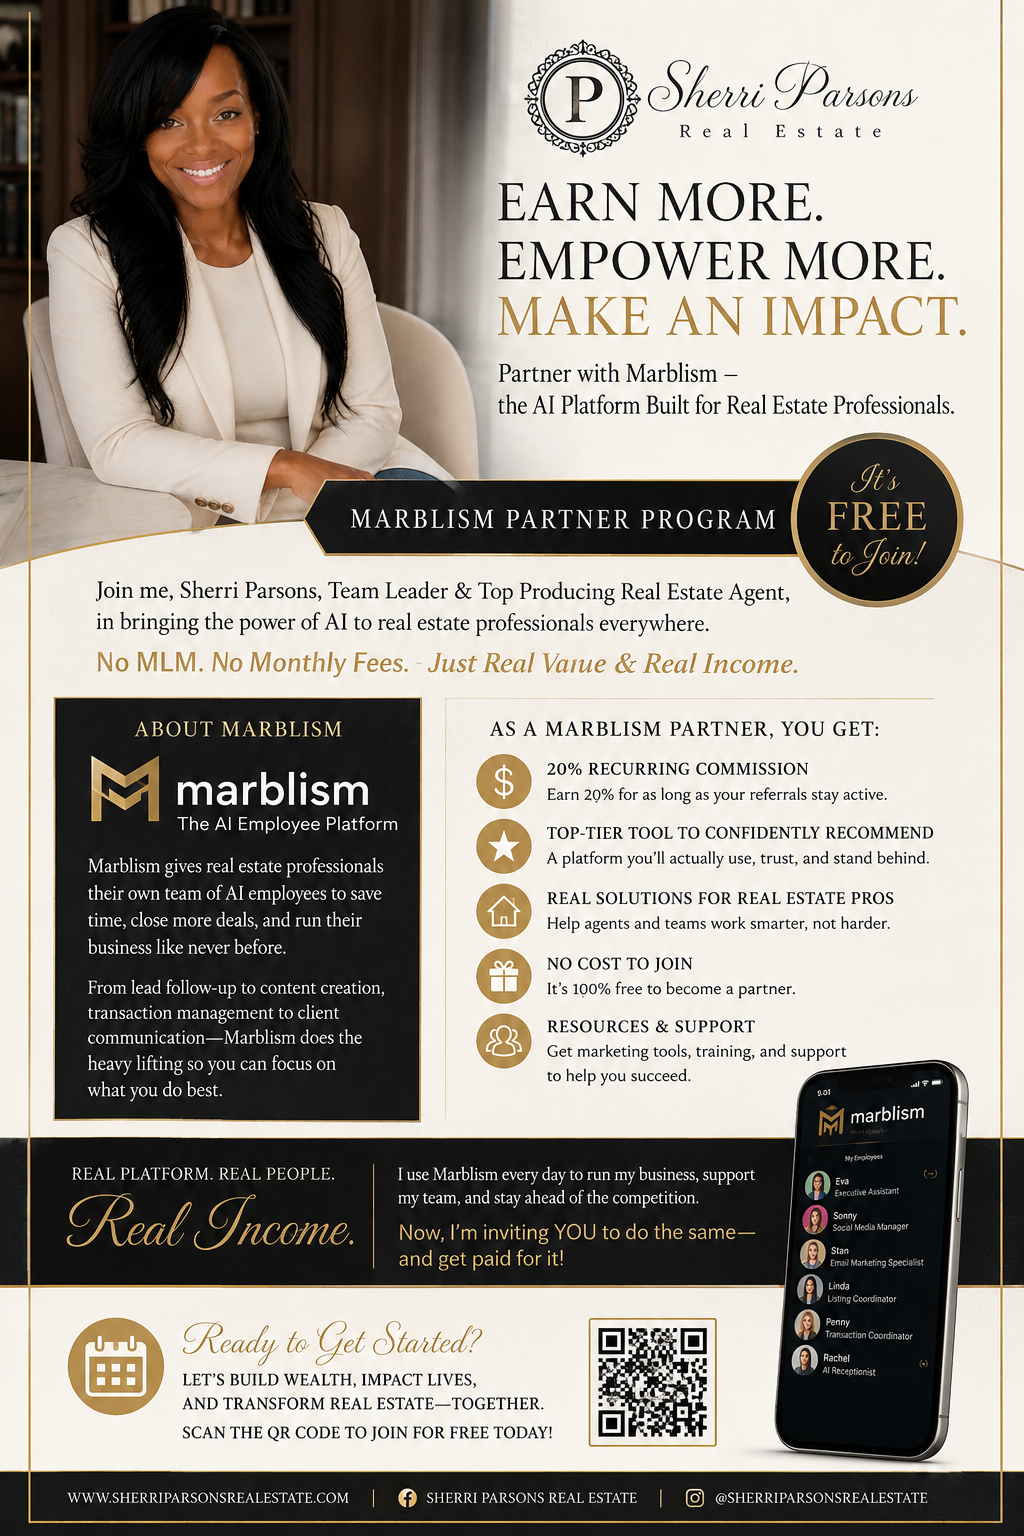 P
Sherri Parsons
Real Estate
EARN MORE.
EMPOWER MORE.
MAKE AN IMPACT.
Partner with Marblism –
the AI Platform Built for Real Estate Professionals.
MARBLISM PARTNER PROGRAM
It's
FREE
to Join!
Join me, Sherri Parsons, Team Leader & Top Producing Real Estate Agent,
in bringing the power of AI to real estate professionals everywhere.
No MLM. No Monthly Fees. - Just Real Value & Real Income.
ABOUT MARBLISM
marblism
The AI Employee Platform
Marblism gives real estate professionals
their own team of AI employees to save
time, close more deals, and run their
business like never before.
From lead follow-up to content creation,
transaction management to client
communication—Marblism does the
heavy lifting so you can focus on
what you do best.
AS A MARBLISM PARTNER, YOU GET:
$
20% RECURRING COMMISSION
Earn 20% for as long as your referrals stay active.
TOP-TIER TOOL TO CONFIDENTLY RECOMMEND
A platform you'll actually use, trust, and stand behind.
REAL SOLUTIONS FOR REAL ESTATE PROS
Help agents and teams work smarter, not harder.
NO COST TO JOIN
It's 100% free to become a partner.
RESOURCES & SUPPORT
Get marketing tools, training, and support
to help you succeed.
REAL PLATFORM. REAL PEOPLE.
Real Income.
I use Marblism every day to run my business, support
my team, and stay ahead of the competition.
Now, I'm inviting YOU to do the same—
and get paid for it!
marblism
My Employees
Eva
Executive Assistant
Sonny
Social Media Manager
Stan
Email Marketing Specialist
Linda
Listing Coordinator
Penny
Transaction Coordinator
Rachel
AI Receptionist
Ready to Get Started?
LET'S BUILD WEALTH, IMPACT LIVES,
AND TRANSFORM REAL ESTATE—TOGETHER.
SCAN THE QR CODE TO JOIN FOR FREE TODAY!
WWW.SHERRIPARSONSREALESTATE.COM
SHERRI PARSONS REAL ESTATE
@SHERRIPARSONSREALESTATE